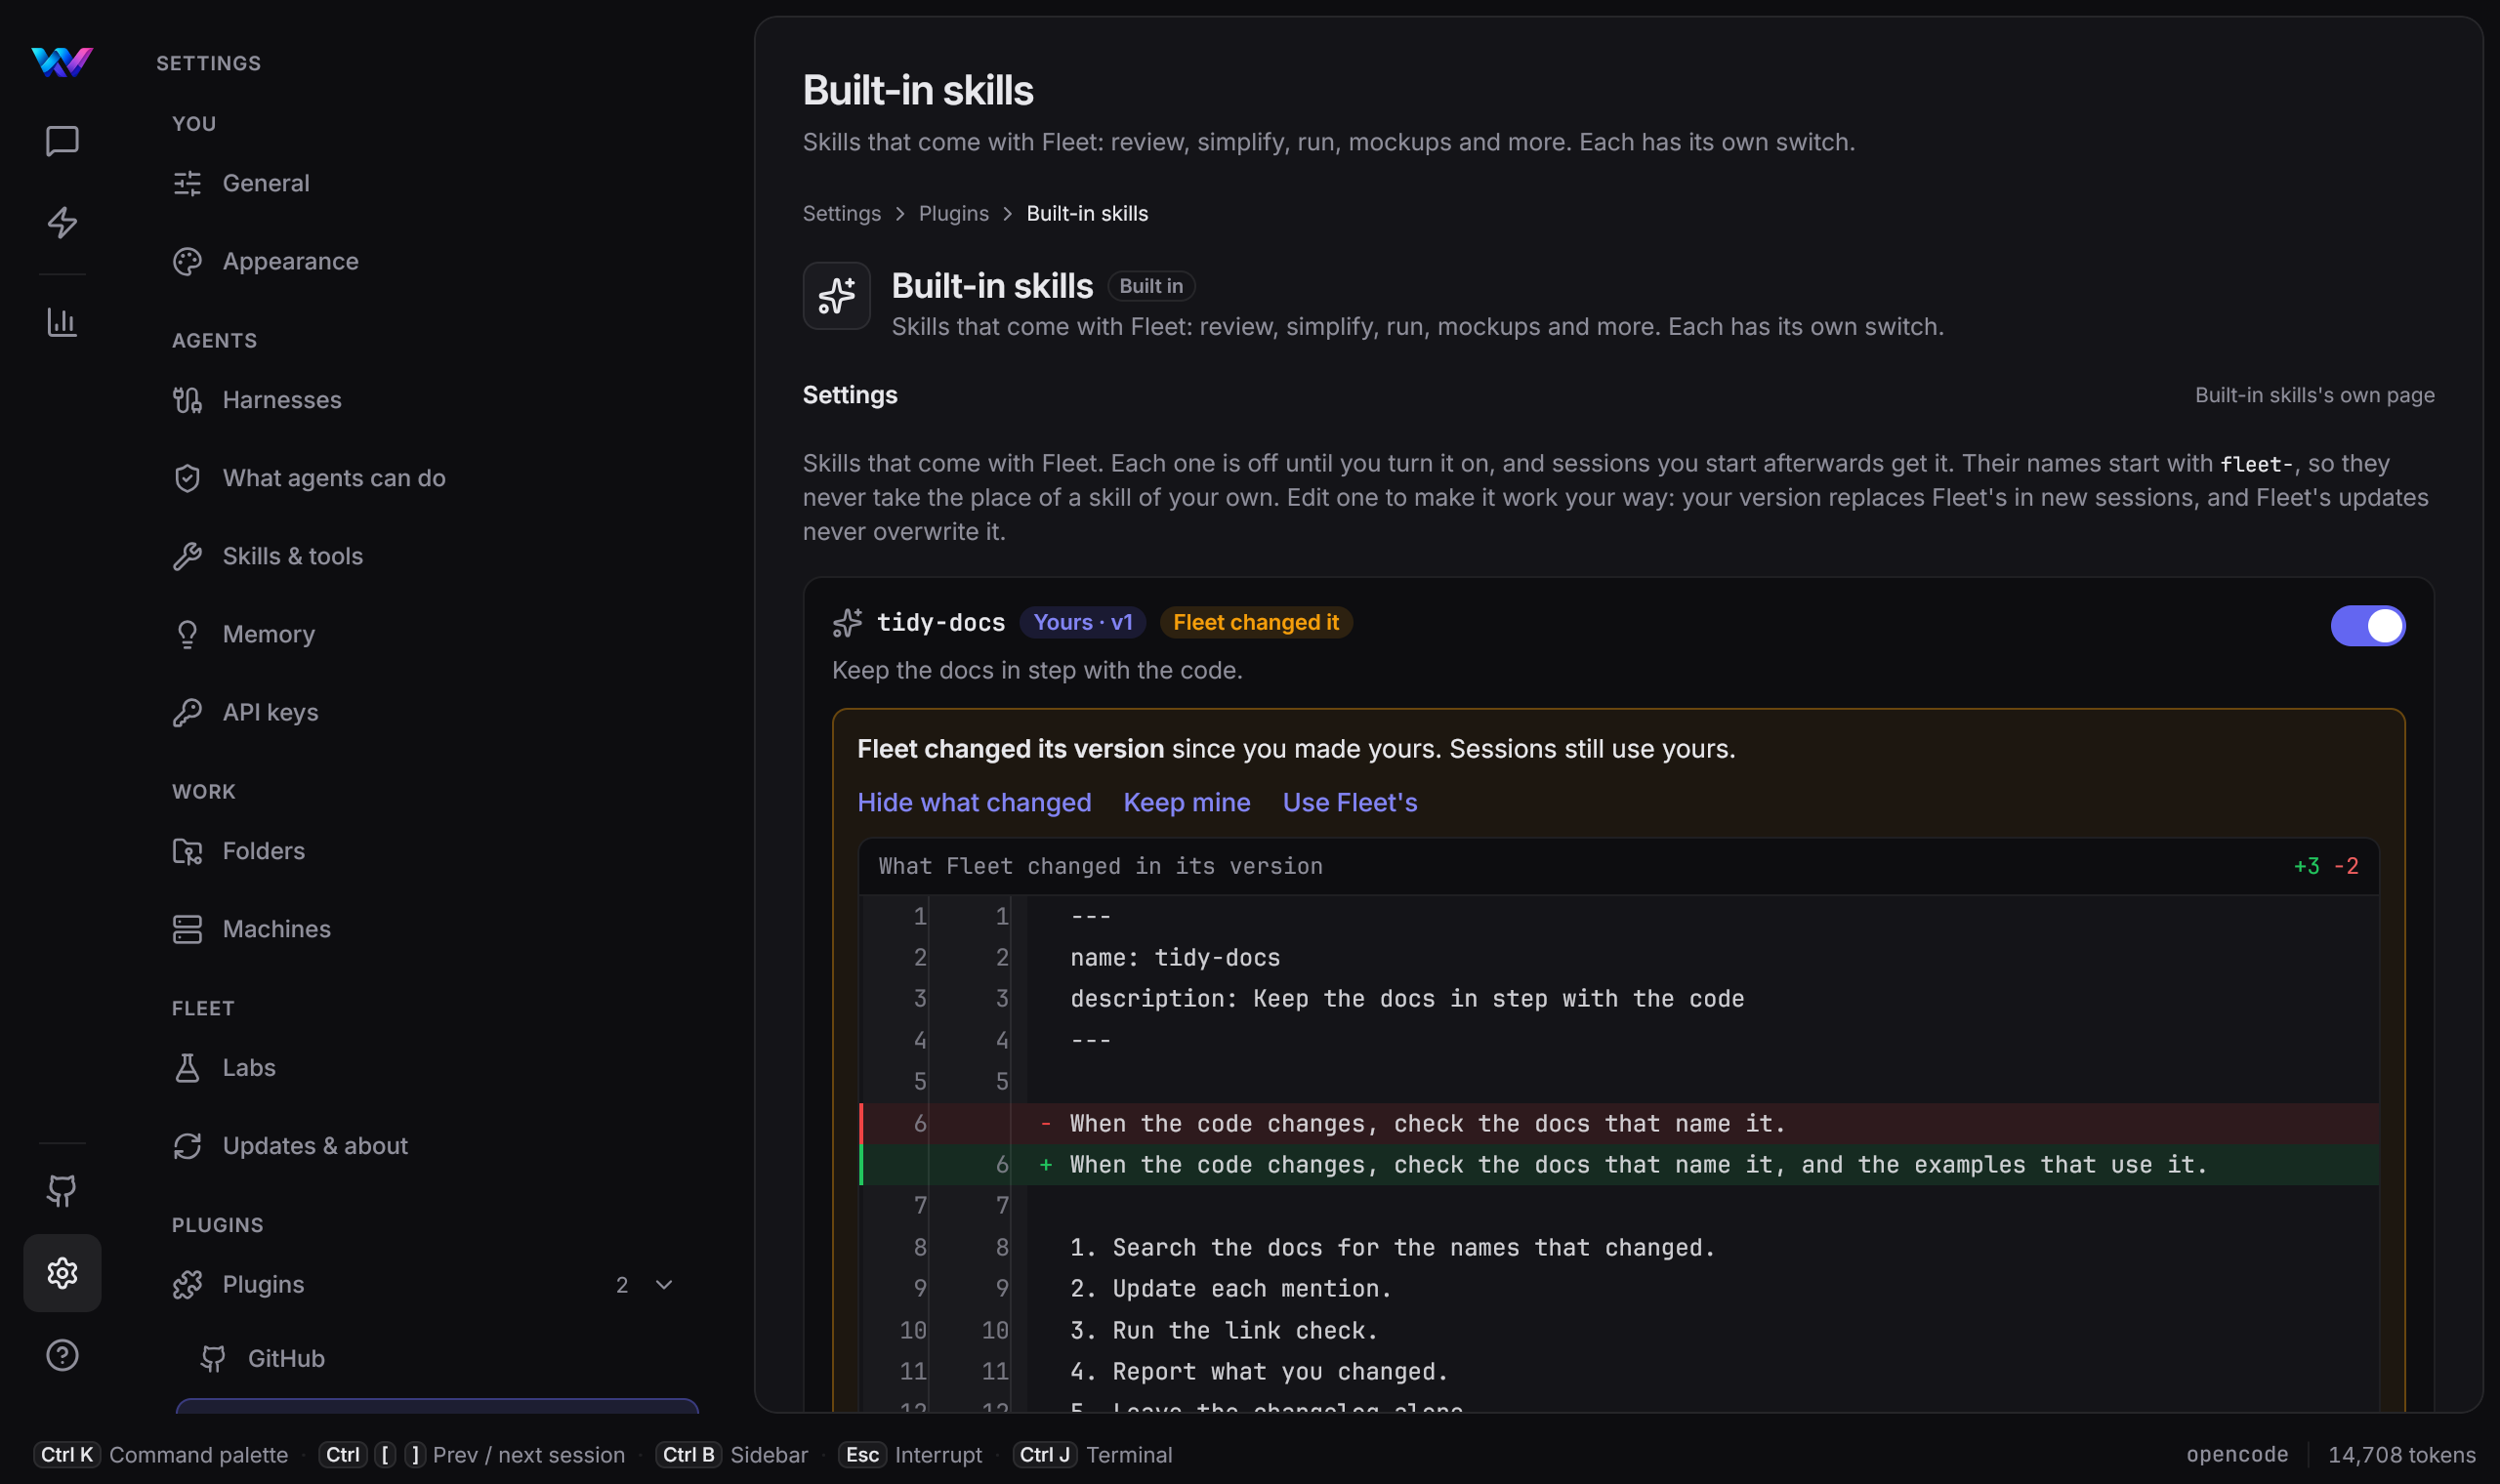 SETTINGS
YOU
General
Appearance
AGENTS
Harnesses
What agents can do
Skills & tools
Memory
API keys
WORK
Folders
Machines
FLEET
Labs
Updates & about
PLUGINS
Plugins 2
GitHub
Built-in skills
Skills that come with Fleet: review, simplify, run, mockups and more. Each has its own switch.
Settings > Plugins > Built-in skills
Built-in skills Built in
Skills that come with Fleet: review, simplify, run, mockups and more. Each has its own switch.
Settings Built-in skills's own page
Skills that come with Fleet. Each one is off until you turn it on, and sessions you start afterwards get it. Their names start with fleet-, so they
never take the place of a skill of your own. Edit one to make it work your way: your version replaces Fleet's in new sessions, and Fleet's updates
never overwrite it.
tidy-docs Yours · v1 Fleet changed it
Keep the docs in step with the code.
Fleet changed its version since you made yours. Sessions still use yours.
Hide what changed Keep mine Use Fleet's
What Fleet changed in its version +3 -2
1 1 ---
2 2 name: tidy-docs
3 3 description: Keep the docs in step with the code
4 4 ---
5 5
6 - When the code changes, check the docs that name it.
6 + When the code changes, check the docs that name it, and the examples that use it.
7 7
8 8 1. Search the docs for the names that changed.
9 9 2. Update each mention.
10 10 3. Run the link check.
11 11 4. Report what you changed.
12 12 5. Leave the changelog alone
Ctrl K Command palette · Ctrl [ ] Prev / next session · Ctrl B Sidebar · Esc Interrupt · Ctrl J Terminal
opencode 14,708 tokens